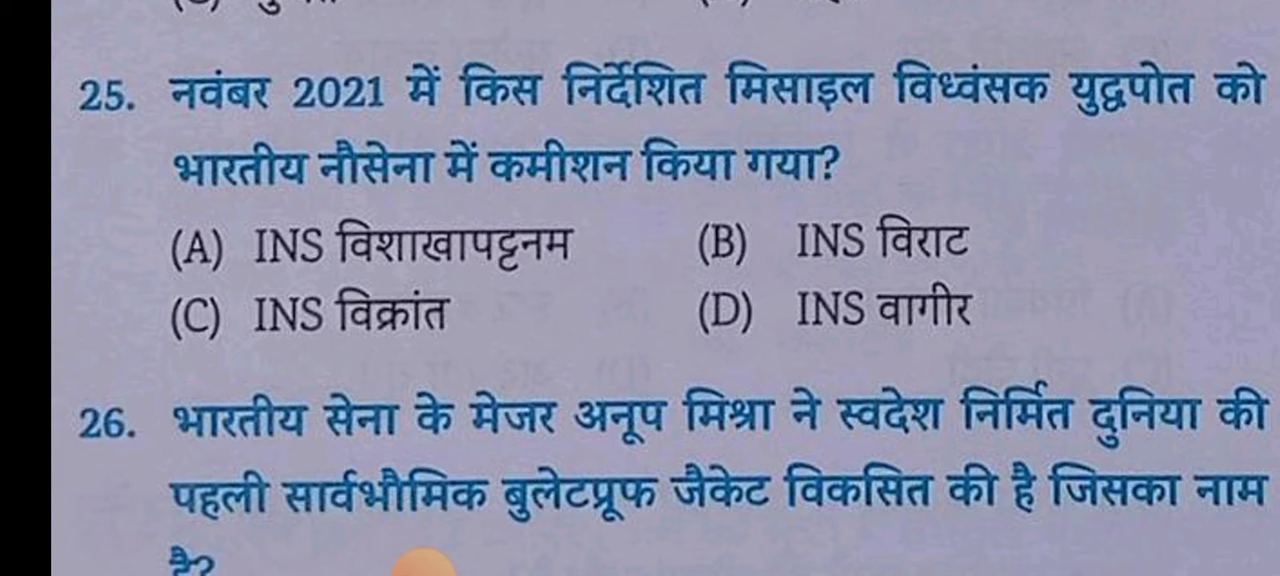 25. नवंबर 2021 में किस निर्देशित मिसाइल विध्वंसक युद्धपोत को
भारतीय नौसेना में कमीशन किया गया?
(A) INS विशाखापट्टनम (B) INS विराट
(C) INS विक्रांत (D) INS वागीर
26. भारतीय सेना के मेजर अनूप मिश्रा ने स्वदेश निर्मित दुनिया की
पहली सार्वभौमिक बुलेटप्रूफ जैकेट विकसित की है जिसका नाम
है?